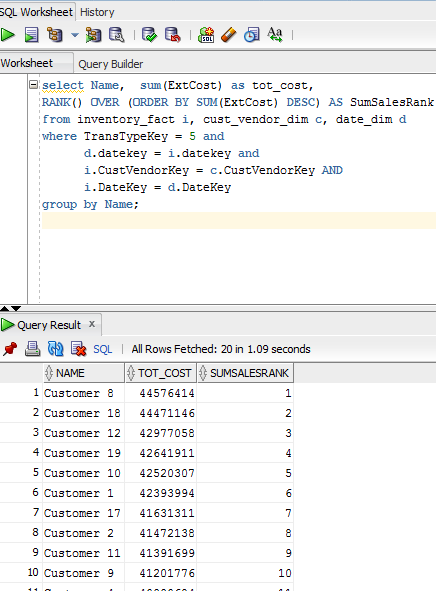 SQL Worksheet History
Worksheet Query Builder
select Name, sum(ExtCost) as tot_cost,
RANK() OVER (ORDER BY SUM(ExtCost) DESC) AS SumSalesRank
from inventory_fact i, cust_vendor_dim c, date_dim d
where TransTypeKey = 5 and
d.datekey = i.datekey and
i.CustVendorKey = c.CustVendorKey AND
i.DateKey = d.DateKey
group by Name;
Query Result x
SQL | All Rows Fetched: 20 in 1.09 seconds
NAME TOT_COST SUMSALESRANK
1 Customer 8 44576414 1
2 Customer 18 44471146 2
3 Customer 12 42977058 3
4 Customer 19 42641911 4
5 Customer 10 42520307 5
6 Customer 1 42393994 6
7 Customer 17 41631311 7
8 Customer 2 41472138 8
9 Customer 11 41391699 9
10 Customer 9 41201776 10